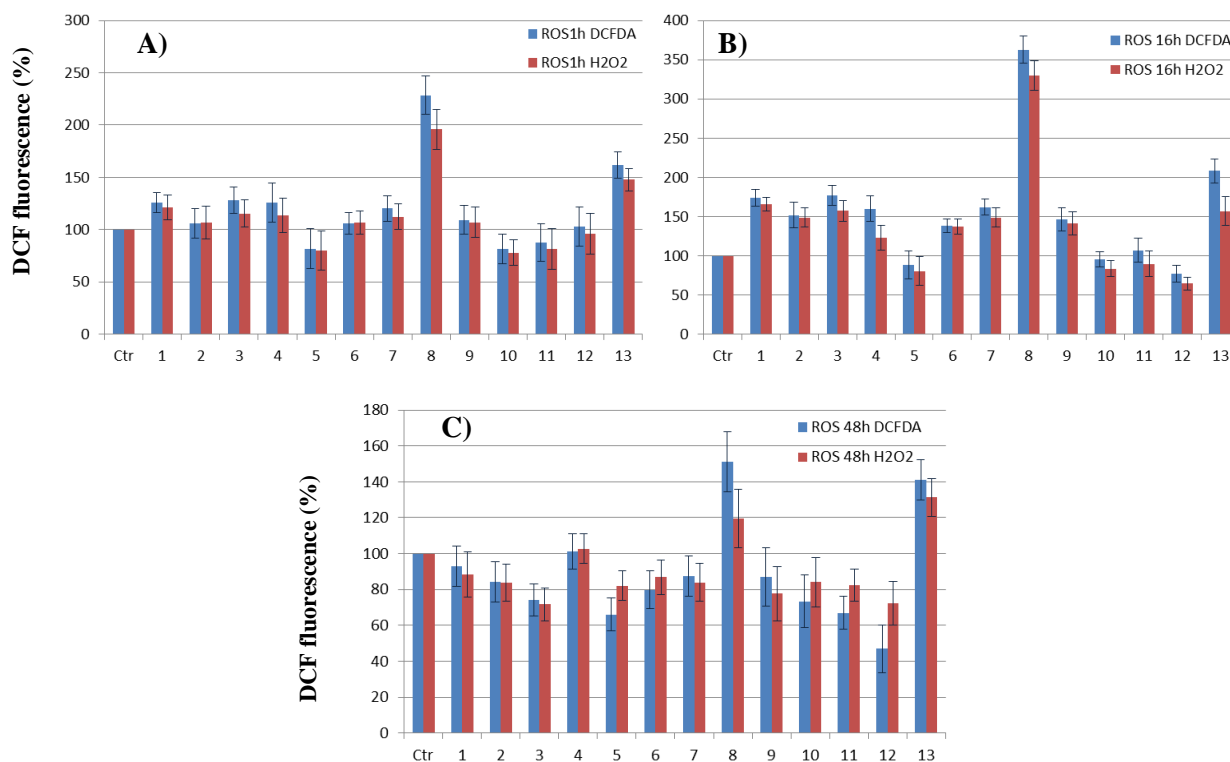 A)
ROS1h DCFDA
ROS1h H2O2
DCF fluorescence (%)
300
250
200
150
100
50
0
Ctr 1 2 3 4 5 6 7 8 9 10 11 12 13
B)
ROS 16h DCFDA
ROS 16h H2O2
400
350
300
250
200
150
100
50
0
Ctr 1 2 3 4 5 6 7 8 9 10 11 12 13
C)
ROS 48h DCFDA
ROS 48h H2O2
DCF fluorescence (%)
180
160
140
120
100
80
60
40
20
0
Ctr 1 2 3 4 5 6 7 8 9 10 11 12 13